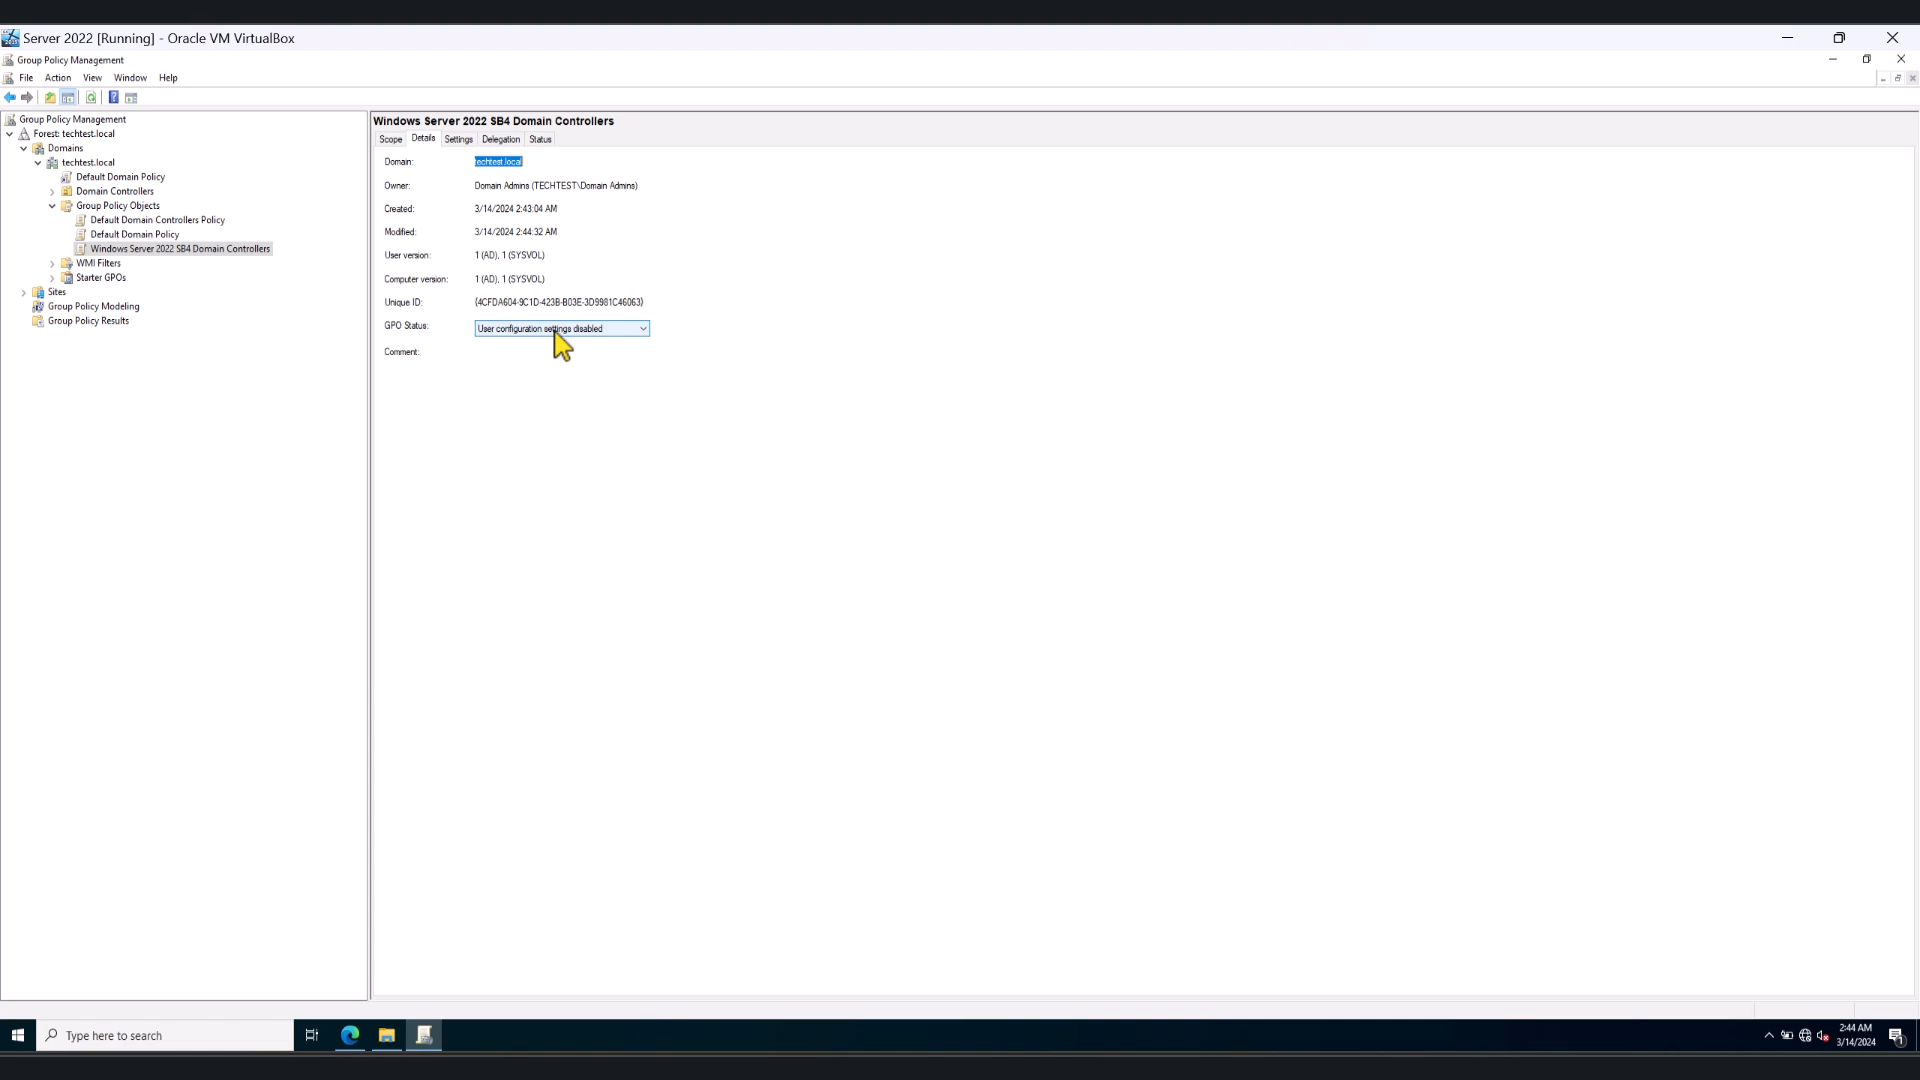 Server 2022 [Running] - Oracle VM VirtualBox
Group Policy Management
File Action View Window Help
Group Policy Management
Forest: techtest.local
Domains
techtest.local
Default Domain Policy
Domain Controllers
Group Policy Objects
Default Domain Controllers Policy
Default Domain Policy
Windows Server 2022 SB4 Domain Controllers
WMI Filters
Starter GPOs
Sites
Group Policy Modeling
Group Policy Results
Windows Server 2022 SB4 Domain Controllers
Scope Details Settings Delegation Status
Domain: techtest.local
Owner: Domain Admins (TECHTEST\Domain Admins)
Created: 3/14/2024 2:43:04 AM
Modified: 3/14/2024 2:44:32 AM
User version: 1 (AD), 1 (SYSVOL)
Computer version: 1 (AD), 1 (SYSVOL)
Unique ID: {4CFDA604-9C1D-423B-B03E-3D9981C46063}
GPO Status: User configuration settings disabled
Comment:
Type here to search
2:44 AM
3/14/2024
1